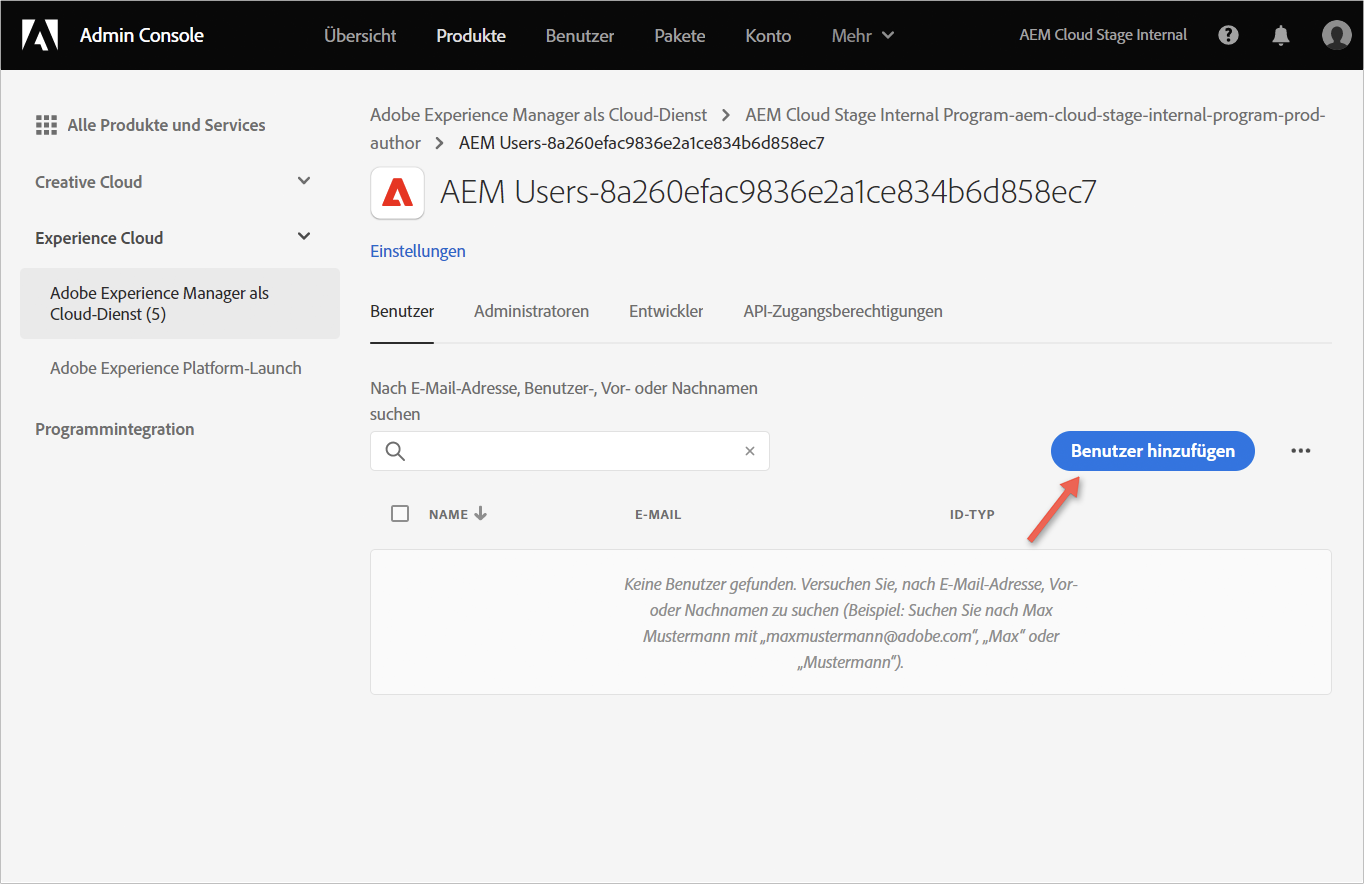 Admin Console
Übersicht
Produkte
Benutzer
Pakete
Konto
Mehr
AEM Cloud Stage Internal
Alle Produkte und Services
Creative Cloud
Experience Cloud
Adobe Experience Manager als
Cloud-Dienst (5)
Adobe Experience Platform-Launch
Programmintegration
Adobe Experience Manager als Cloud-Dienst > AEM Cloud Stage Internal Program-aem-cloud-stage-internal-program-prod-
author > AEM Users-8a260efac9836e2a1ce834b6d858ec7
AEM Users-8a260efac9836e2a1ce834b6d858ec7
Einstellungen
Benutzer
Administratoren
Entwickler
API-Zugangsberechtigungen
Nach E-Mail-Adresse, Benutzer-, Vor- oder Nachnamen
suchen
Benutzer hinzufügen
NAME
E-MAIL
ID-TYP
Keine Benutzer gefunden. Versuchen Sie, nach E-Mail-Adresse, Vor-
oder Nachnamen zu suchen (Beispiel: Suchen Sie nach Max
Mustermann mit „maxmustermann@adobe.com“, „Max“ oder
„Mustermann“).